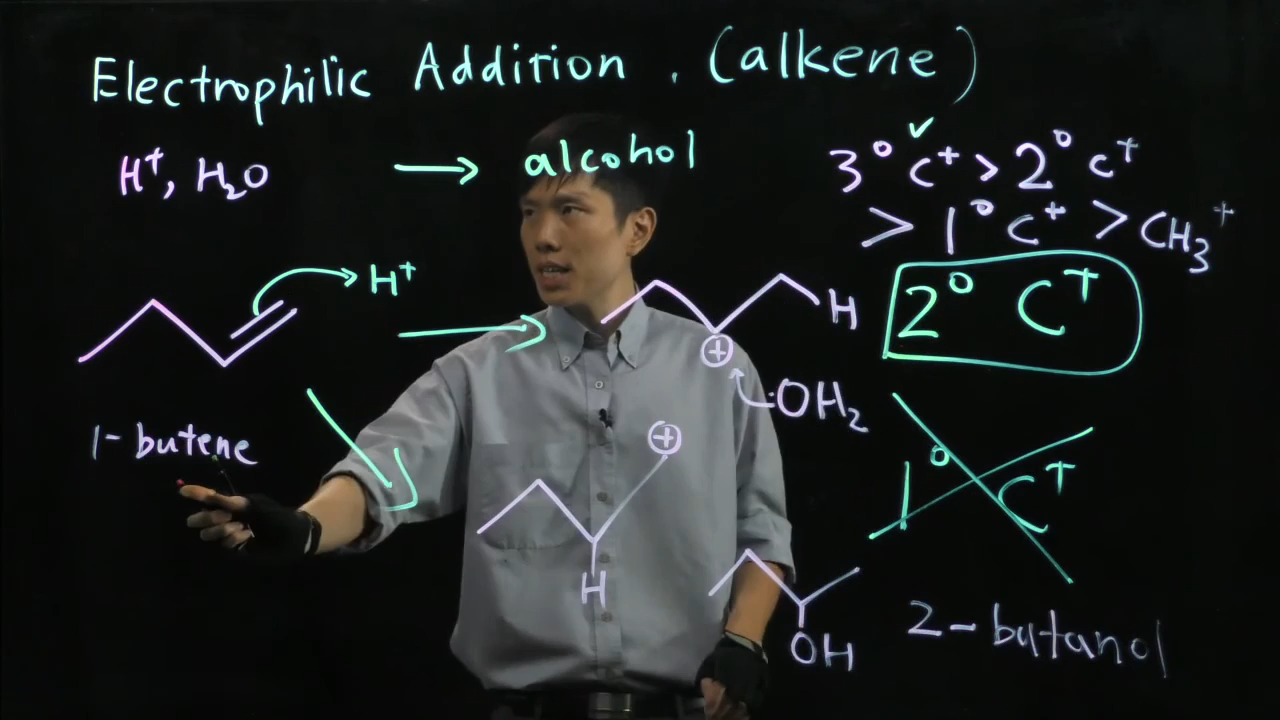 Electrophilic Addition. (alkene)
H⁺, H₂O → alcohol
3° C⁺ > 2° C⁺
> 1° C⁺ > CH₃⁺
H⁺
H
2° C⁺
⊕
:OH₂
1-butene
⊕
1° C⁺
H
OH
2-butanol